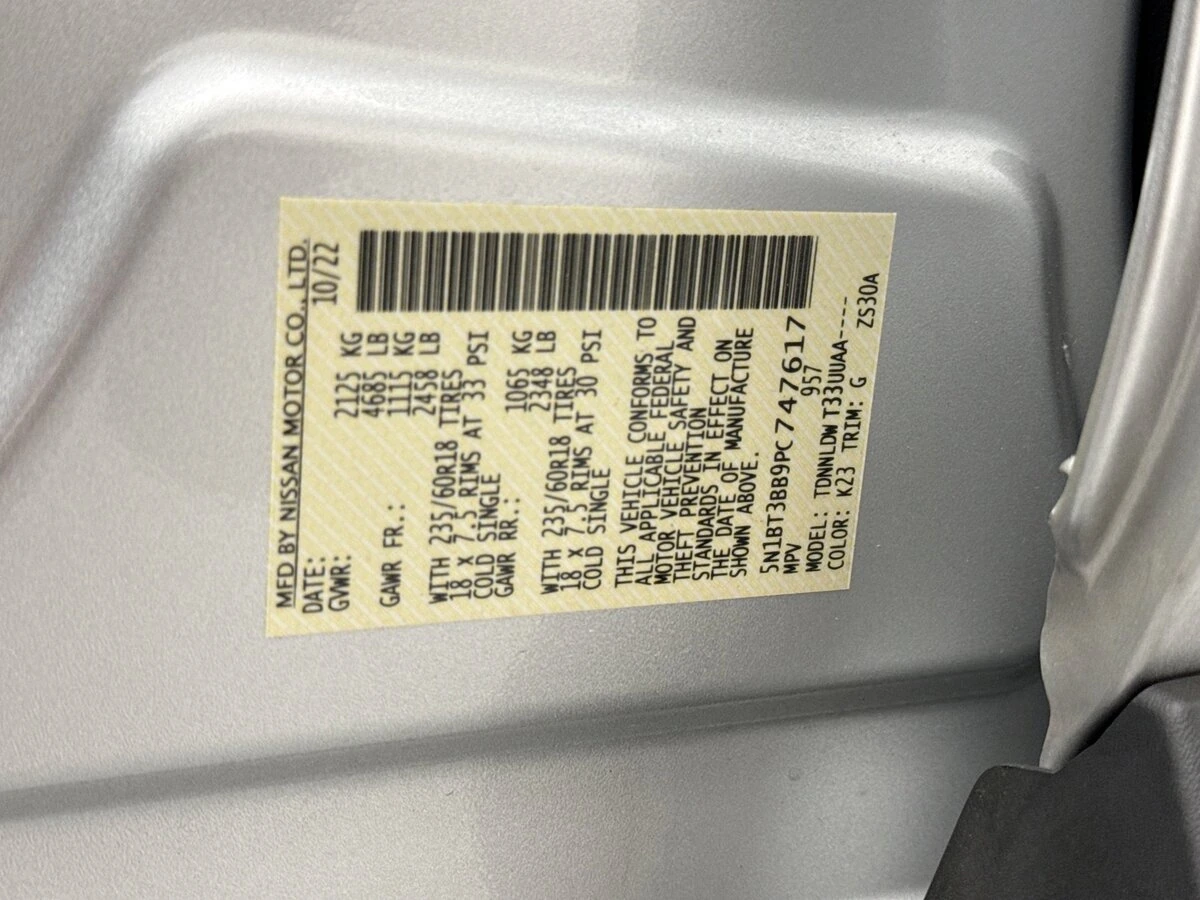 MFD BY NISSAN MOTOR CO., LTD.
DATE: 10/22
GVWR: 2125 KG
4685 LB
GAWR FR.: 1115 KG
2458 LB
WITH 235/60R18 TIRES
18 X 7.5 RIMS AT 33 PSI
COLD SINGLE
GAWR RR.: 1065 KG
2348 LB
WITH 235/60R18 TIRES
18 X 7.5 RIMS AT 30 PSI
COLD SINGLE
THIS VEHICLE CONFORMS TO
ALL APPLICABLE FEDERAL
MOTOR VEHICLE SAFETY AND
THEFT PREVENTION
STANDARDS IN EFFECT ON
THE DATE OF MANUFACTURE
SHOWN ABOVE.
5N1BT3BB9PC747617
MPV 957
MODEL: TDNNLDW T33UUAA----
COLOR: K23 TRIM: G ZS30A